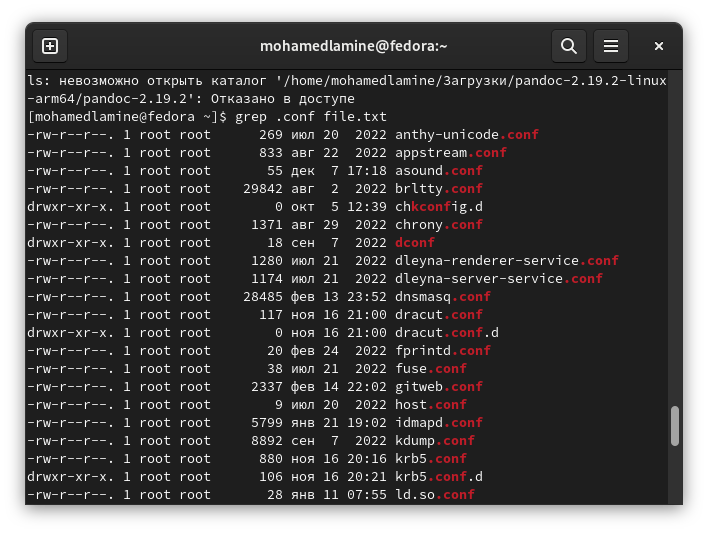 mohamedlamine@fedora:~
ls: невозможно открыть каталог '/home/mohamedlamine/Загрузки/pandoc-2.19.2-linux
-arm64/pandoc-2.19.2': Отказано в доступе
[mohamedlamine@fedora ~]$ grep .conf file.txt
-rw-r--r--. 1 root root      269 июл 20  2022 anthy-unicode.conf
-rw-r--r--. 1 root root      833 авг 22  2022 appstream.conf
-rw-r--r--. 1 root root       55 дек  7 17:18 asound.conf
-rw-r--r--. 1 root root    29842 авг  2  2022 brltty.conf
drwxr-xr-x. 1 root root        0 окт  5 12:39 chkconfig.d
-rw-r--r--. 1 root root     1371 авг 29  2022 chrony.conf
drwxr-xr-x. 1 root root       18 сен  7  2022 dconf
-rw-r--r--. 1 root root     1280 июл 21  2022 dleyna-renderer-service.conf
-rw-r--r--. 1 root root     1174 июл 21  2022 dleyna-server-service.conf
-rw-r--r--. 1 root root    28485 фев 13 23:52 dnsmasq.conf
-rw-r--r--. 1 root root      117 ноя 16 21:00 dracut.conf
drwxr-xr-x. 1 root root        0 ноя 16 21:00 dracut.conf.d
-rw-r--r--. 1 root root       20 фев 24  2022 fprintd.conf
-rw-r--r--. 1 root root       38 июл 21  2022 fuse.conf
-rw-r--r--. 1 root root     2337 фев 14 22:02 gitweb.conf
-rw-r--r--. 1 root root        9 июл 20  2022 host.conf
-rw-r--r--. 1 root root     5799 янв 21 19:02 idmapd.conf
-rw-r--r--. 1 root root     8892 сен  7  2022 kdump.conf
-rw-r--r--. 1 root root      880 ноя 16 20:16 krb5.conf
drwxr-xr-x. 1 root root      106 ноя 16 20:21 krb5.conf.d
-rw-r--r--. 1 root root       28 янв 11 07:55 ld.so.conf